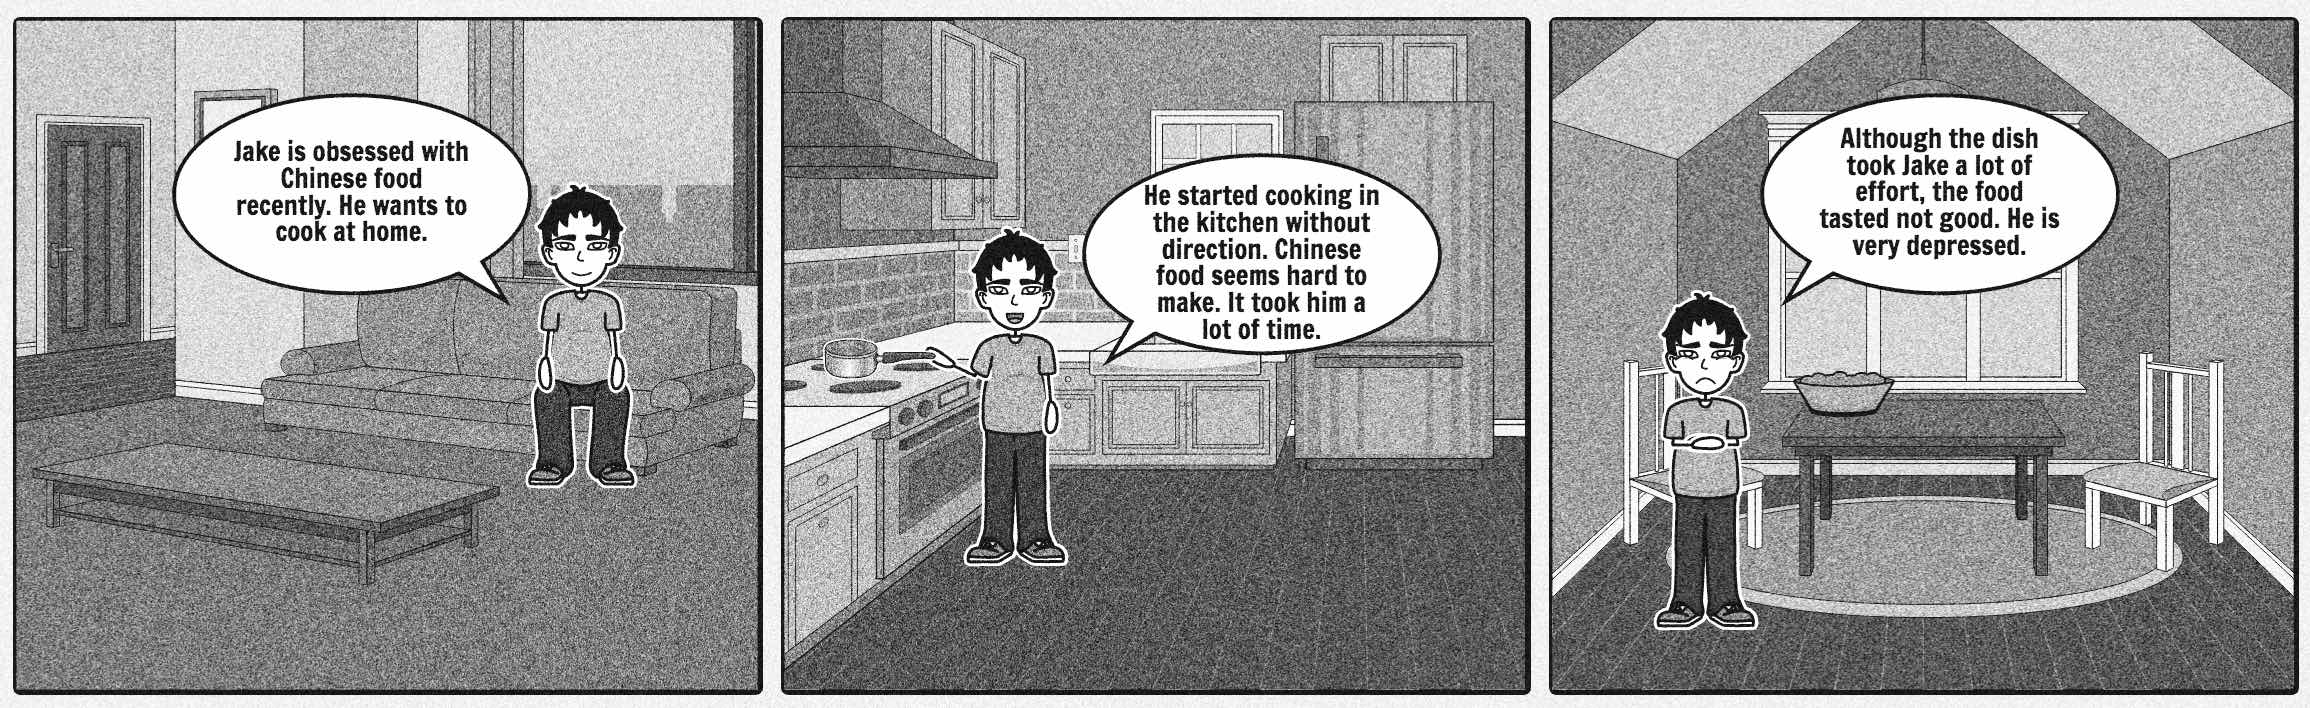 Jake is obsessed with
Chinese food
recently. He wants to
cook at home.
He started cooking in
the kitchen without
direction. Chinese
food seems hard to
make. It took him a
lot of time.
Although the dish
took Jake a lot of
effort, the food
tasted not good. He is
very depressed.